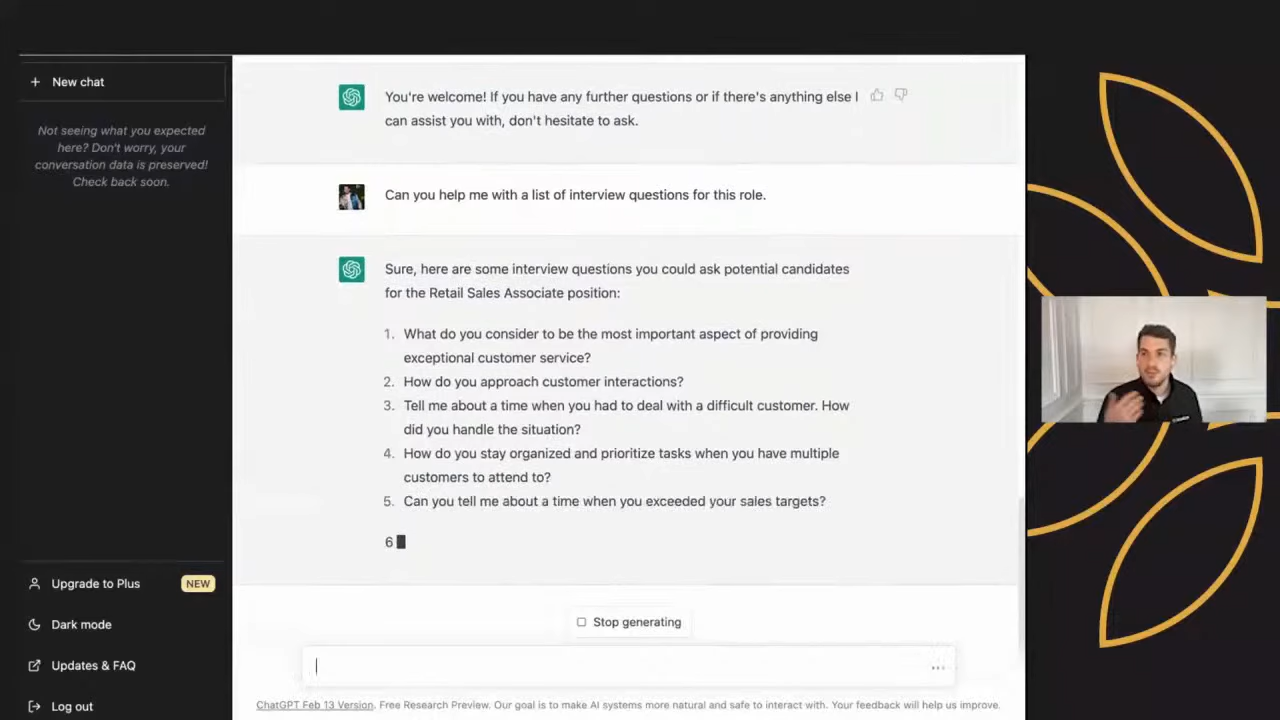 New chat
Not seeing what you expected
here? Don't worry, your
conversation data is preserved!
Check back soon.
You're welcome! If you have any further questions or if there's anything else I
can assist you with, don't hesitate to ask.
Can you help me with a list of interview questions for this role.
Sure, here are some interview questions you could ask potential candidates
for the Retail Sales Associate position:
1. What do you consider to be the most important aspect of providing
exceptional customer service?
2. How do you approach customer interactions?
3. Tell me about a time when you had to deal with a difficult customer. How
did you handle the situation?
4. How do you stay organized and prioritize tasks when you have multiple
customers to attend to?
5. Can you tell me about a time when you exceeded your sales targets?
6
Upgrade to Plus NEW
Dark mode
Updates & FAQ
Log out
Stop generating
ChatGPT Feb 13 Version. Free Research Preview. Our goal is to make AI systems more natural and safe to interact with. Your feedback will help us improve.